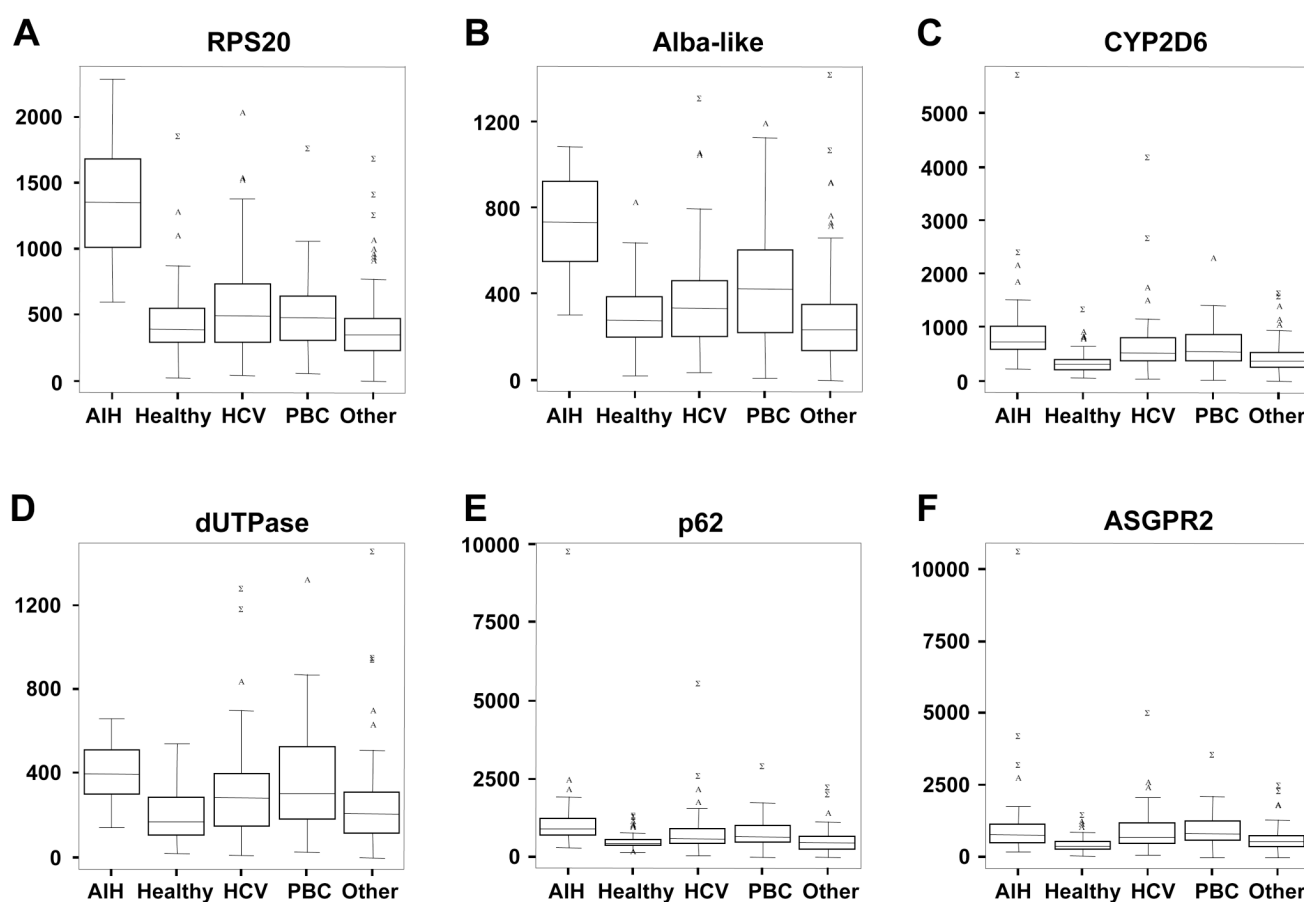 A
RPS20
2000
1500
1000
500
0
AIH Healthy HCV PBC Other
B
Alba-like
1200
800
400
0
AIH Healthy HCV PBC Other
C
CYP2D6
5000
4000
3000
2000
1000
0
AIH Healthy HCV PBC Other
D
dUTPase
1200
800
400
0
AIH Healthy HCV PBC Other
E
p62
10000
7500
5000
2500
0
AIH Healthy HCV PBC Other
F
ASGPR2
10000
7500
5000
2500
0
AIH Healthy HCV PBC Other